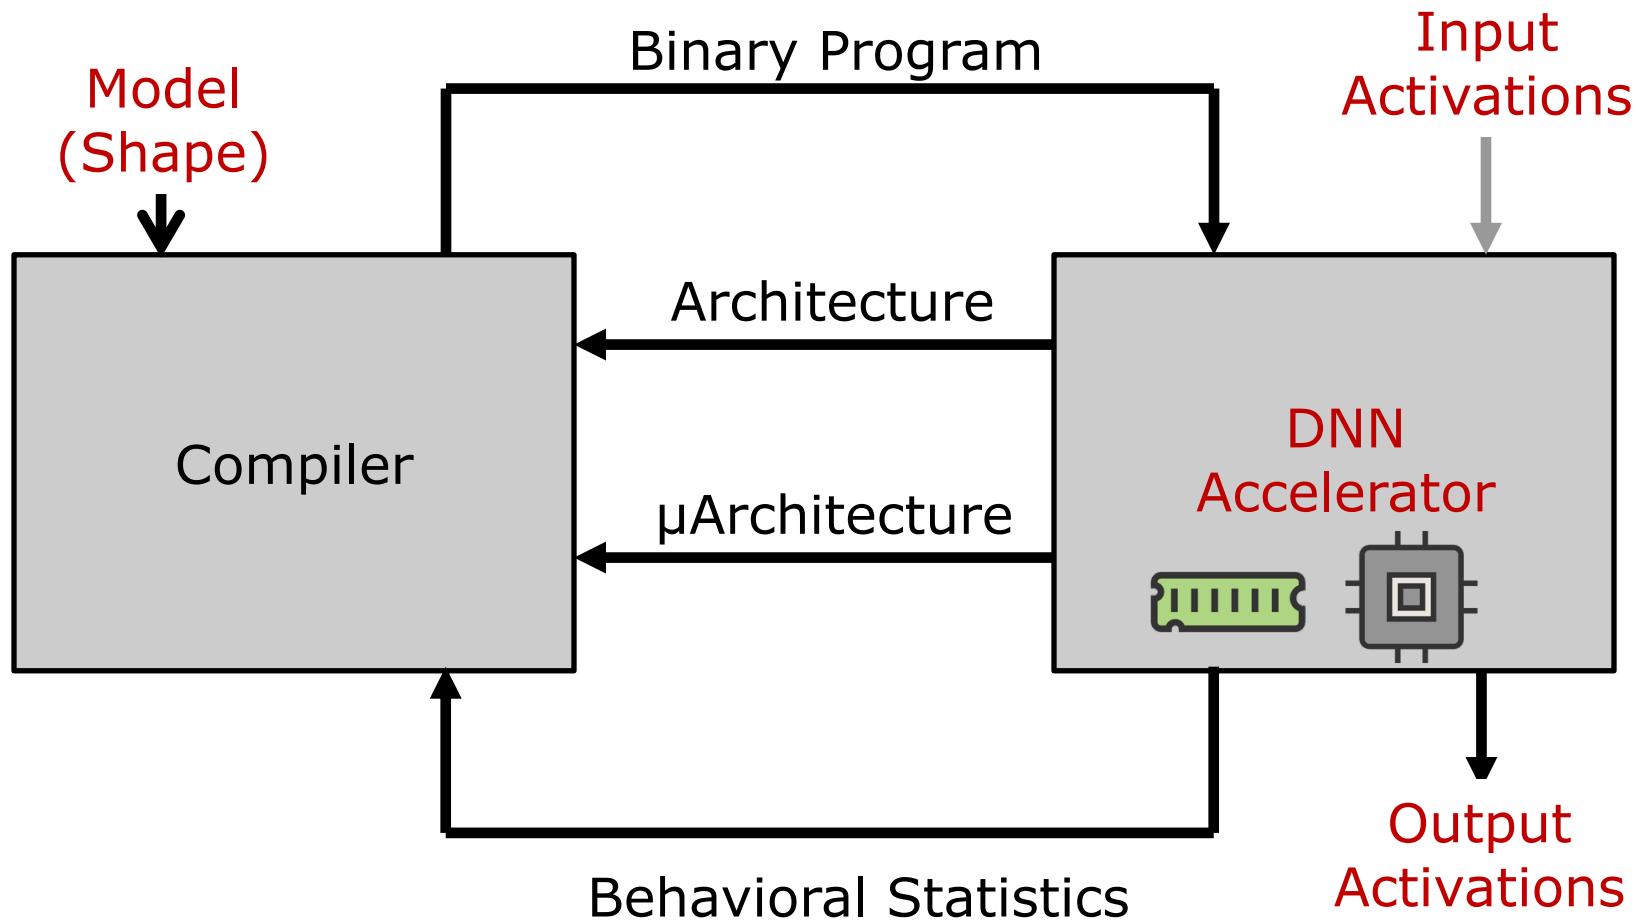 Binary Program
Input
Activations
Model
(Shape)
Architecture
Compiler
DNN
Accelerator
µArchitecture
Output
Activations
Behavioral Statistics